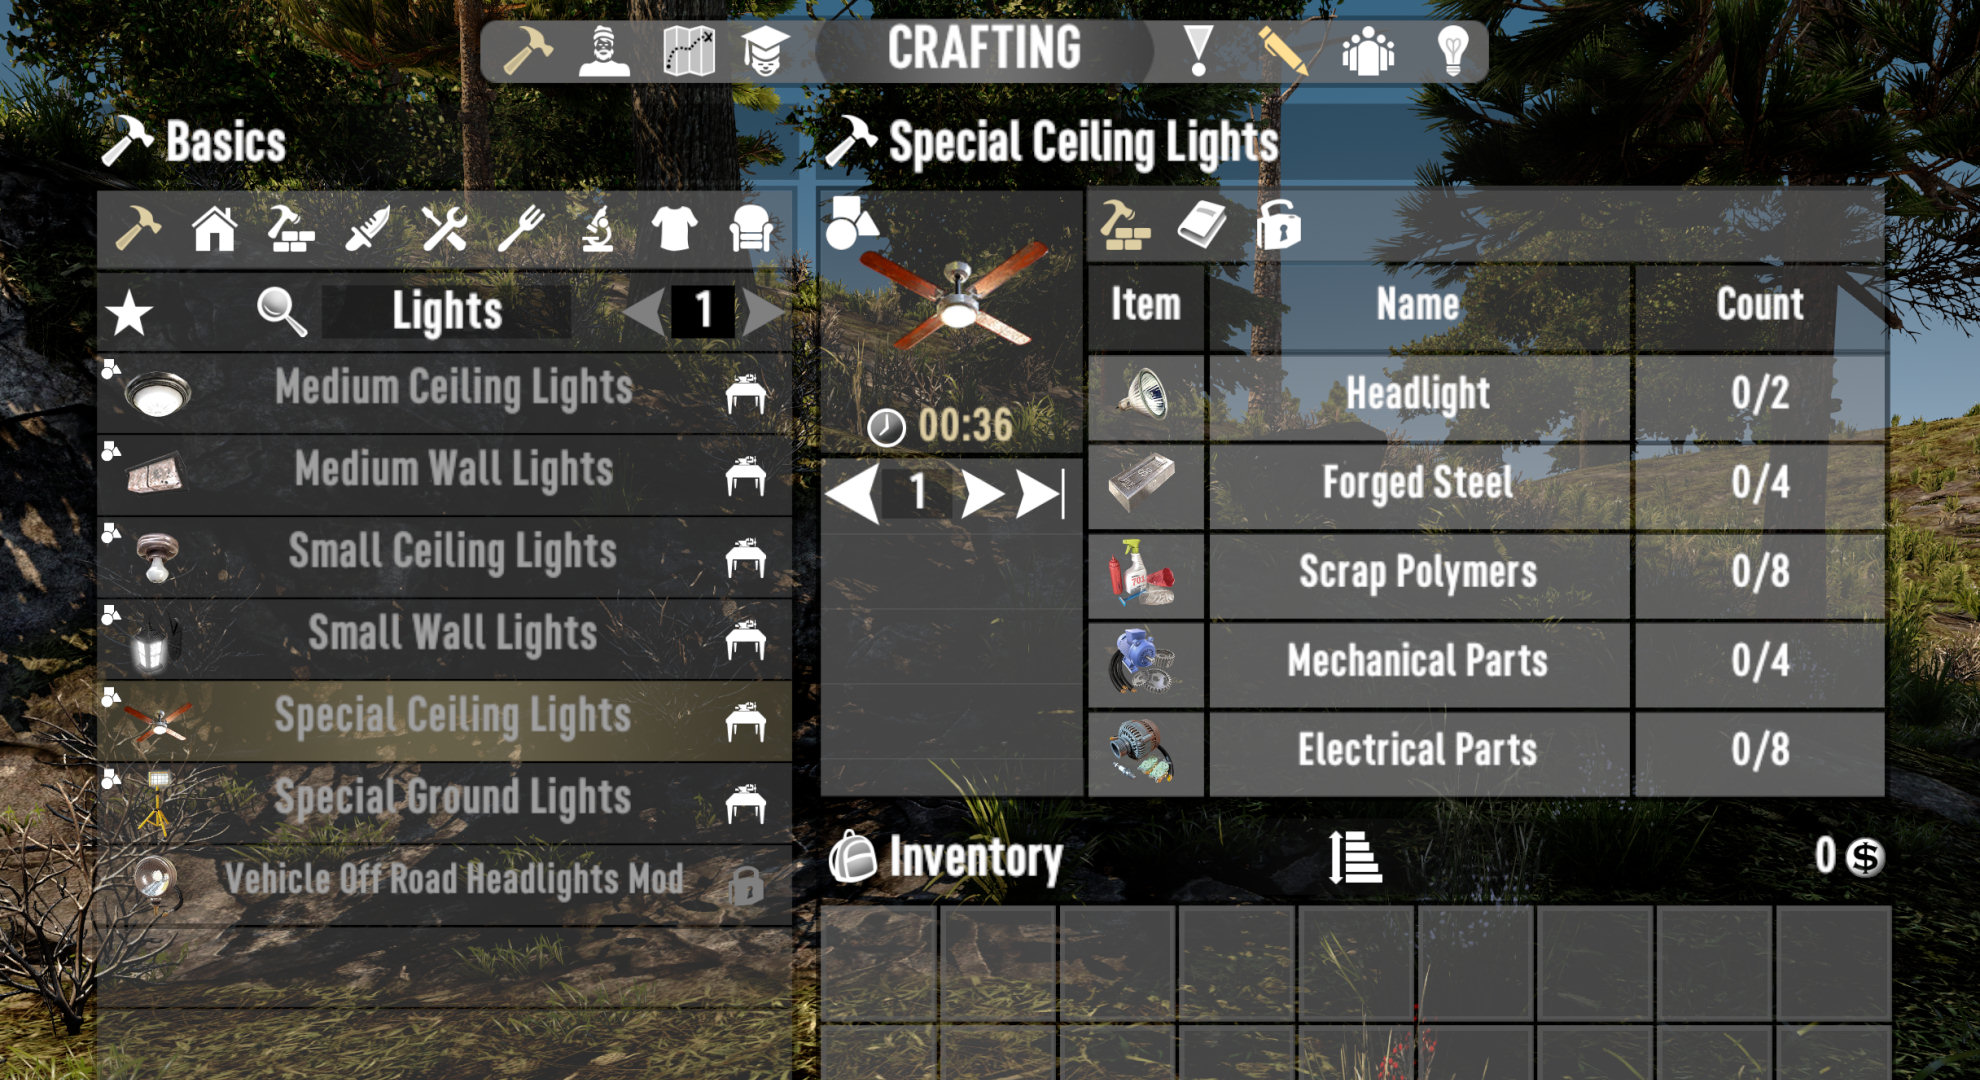 CRAFTING
Basics
Lights
1
Medium Ceiling Lights
Medium Wall Lights
Small Ceiling Lights
Small Wall Lights
Special Ceiling Lights
Special Ground Lights
Vehicle Off Road Headlights Mod
Special Ceiling Lights
00:36
1
Item Name Count
Headlight 0/2
Forged Steel 0/4
Scrap Polymers 0/8
Mechanical Parts 0/4
Electrical Parts 0/8
Inventory
0